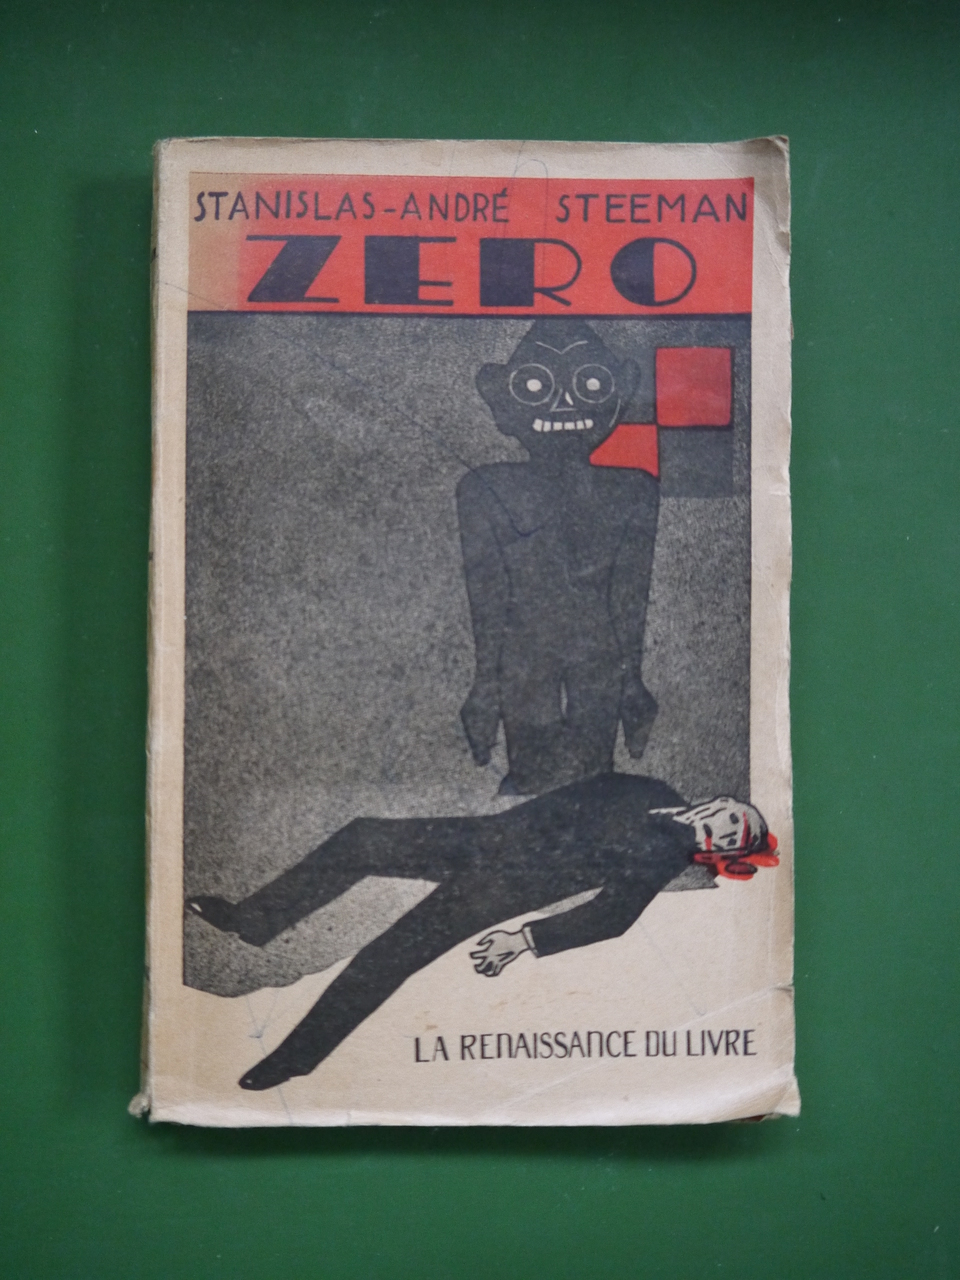 STANISLAS-ANDRÉ STEEMAN
ZERO
LA RENAISSANCE DU LIVRE